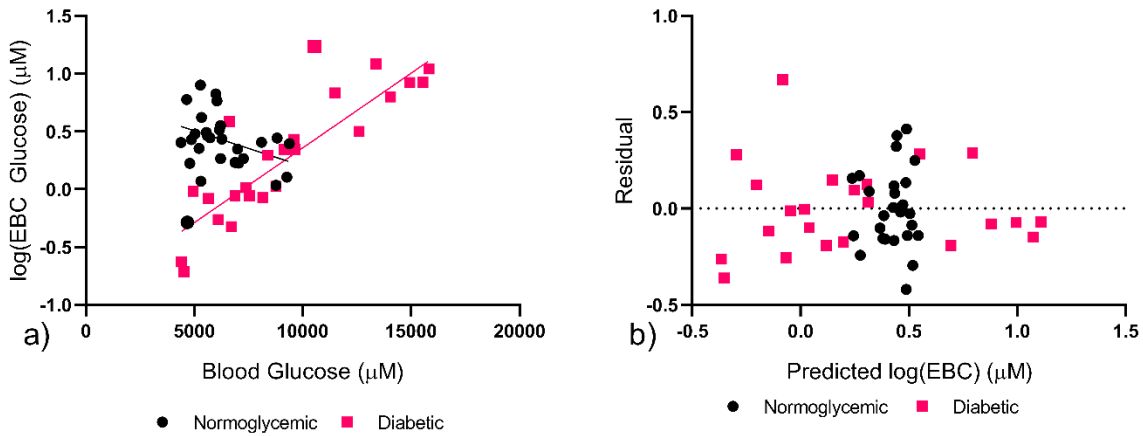 log(EBC Glucose) (μM)
1.5
1.0
0.5
0.0
-0.5
-1.0
0
5000
10000
15000
20000
a)
Blood Glucose (μM)
Normoglycemic
Diabetic
Residual
1.0
0.5
0.0
-0.5
-0.5
0.0
0.5
1.0
1.5
b)
Predicted log(EBC) (μM)
Normoglycemic
Diabetic